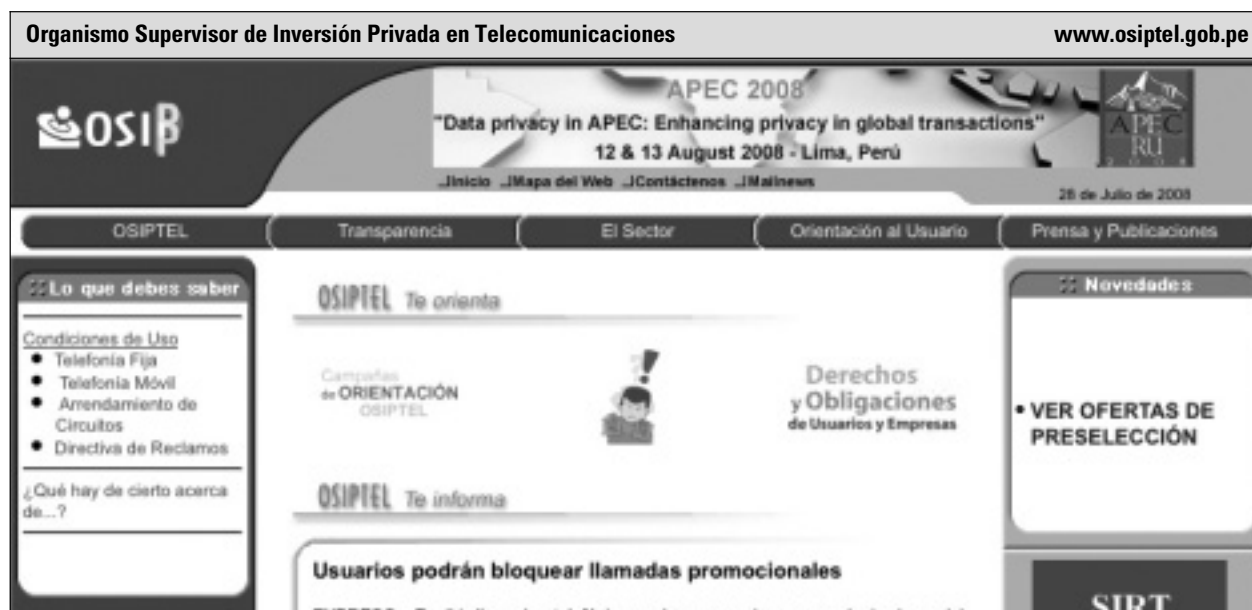 Organismo Supervisor de Inversión Privada en Telecomunicaciones www.osiptel.gob.pe
APEC 2008
"Data privacy in APEC: Enhancing privacy in global transactions"
12 & 13 August 2008 - Lima, Perú
Inicio Mapa del Web Contáctenos Mailnews
APEC
RU
2008
28 de Julio de 2008
OSIPTEL Transparencia El Sector Orientación al Usuario Prensa y Publicaciones
Lo que debes saber
Condiciones de Uso
Telefonía Fija
Telefonía Móvil
Arrendamiento de
Circuitos
Directiva de Reclamos
¿Qué hay de cierto acerca
de...?
OSIPTEL Te orienta
Campañas
de ORIENTACIÓN
OSIPTEL
Derechos
y Obligaciones
de Usuarios y Empresas
OSIPTEL Te informa
Usuarios podrán bloquear llamadas promocionales
Novedades
• VER OFERTAS DE
PRESELECCIÓN
SIRT